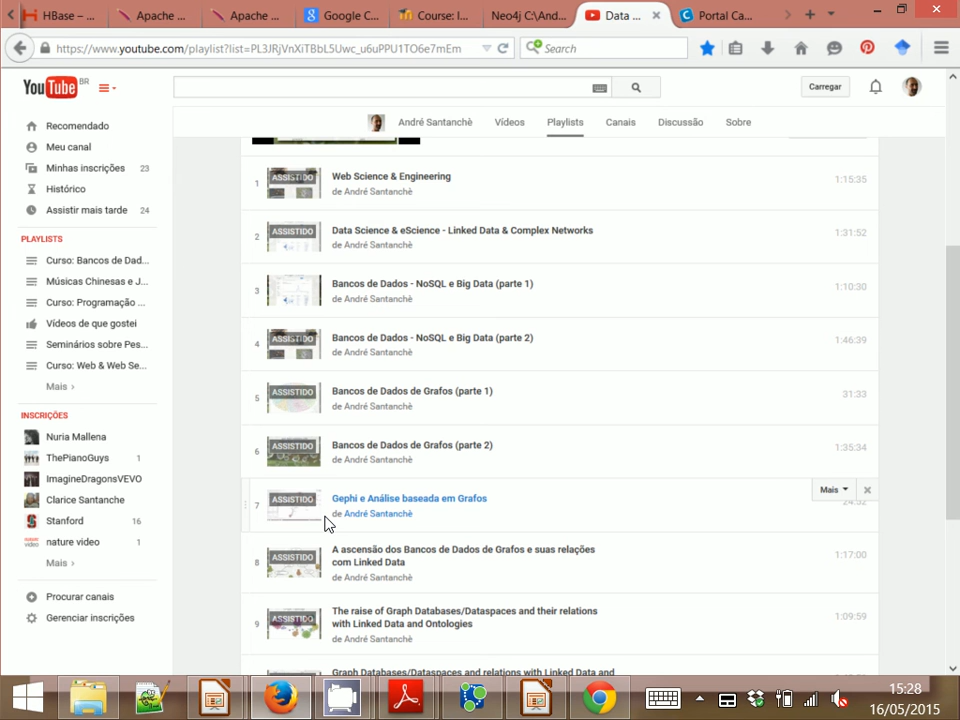 HBase –
Apache ...
Apache ...
Google C...
Course: I...
Neo4j C:\And...
Data ...
Portal Ca...
https://www.youtube.com/playlist?list=PL3JRjVnXiTBbL5Uwc_u6uPPU1TO6e7mEm
Search
YouTube BR
Carregar
André Santanchè
Vídeos
Playlists
Canais
Discussão
Sobre
Recomendado
Meu canal
Minhas inscrições 23
Histórico
Assistir mais tarde 24
PLAYLISTS
Curso: Bancos de Dad...
Músicas Chinesas e J...
Curso: Programação ...
Vídeos de que gostei
Seminários sobre Pes...
Curso: Web & Web Se...
Mais ›
INSCRIÇÕES
Nuria Mallena
ThePianoGuys 1
ImagineDragonsVEVO
Clarice Santanche
Stanford 16
nature video 1
Mais ›
Procurar canais
Gerenciar inscrições
1 ASSISTIDO Web Science & Engineering 1:15:35
de André Santanchè
2 ASSISTIDO Data Science & eScience - Linked Data & Complex Networks 1:31:52
de André Santanchè
3 Bancos de Dados - NoSQL e Big Data (parte 1) 1:10:30
de André Santanchè
4 ASSISTIDO Bancos de Dados - NoSQL e Big Data (parte 2) 1:46:39
de André Santanchè
5 ASSISTIDO Bancos de Dados de Grafos (parte 1) 31:33
de André Santanchè
6 ASSISTIDO Bancos de Dados de Grafos (parte 2) 1:35:34
de André Santanchè
7 ASSISTIDO Gephi e Análise baseada em Grafos Mais
de André Santanchè
8 ASSISTIDO A ascensão dos Bancos de Dados de Grafos e suas relações 1:17:00
com Linked Data
de André Santanchè
9 ASSISTIDO The raise of Graph Databases/Dataspaces and their relations 1:09:59
with Linked Data and Ontologies
de André Santanchè
Graph Databases/Dataspaces and relations with Linked Data and
15:28
16/05/2015